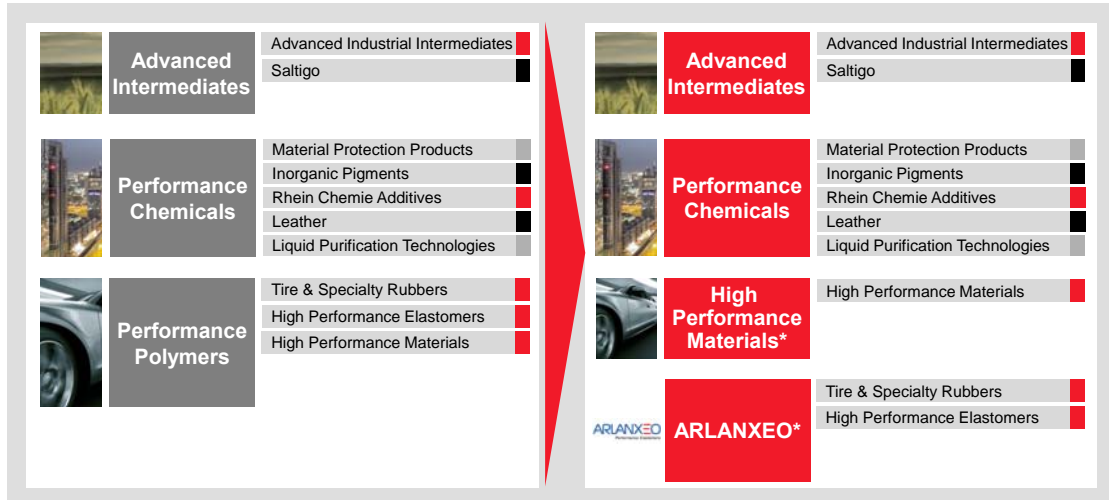 Advanced
Intermediates
Advanced Industrial Intermediates
Saltigo
Performance
Chemicals
Material Protection Products
Inorganic Pigments
Rhein Chemie Additives
Leather
Liquid Purification Technologies
Performance
Polymers
Tire & Specialty Rubbers
High Performance Elastomers
High Performance Materials
Advanced
Intermediates
Advanced Industrial Intermediates
Saltigo
Performance
Chemicals
Material Protection Products
Inorganic Pigments
Rhein Chemie Additives
Leather
Liquid Purification Technologies
High
Performance
Materials*
High Performance Materials
ARLANXEO
Performance Elastomers
ARLANXEO*
Tire & Specialty Rubbers
High Performance Elastomers